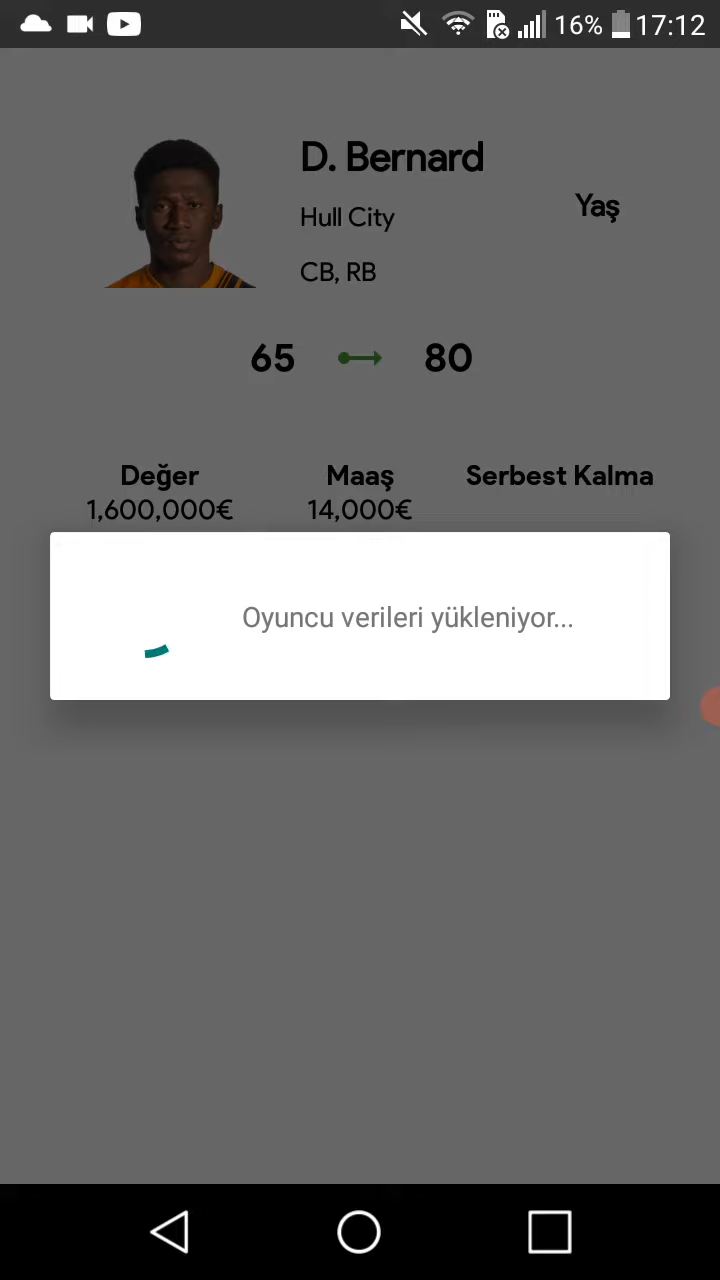 16% 17:12
D. Bernard
Hull City
Yaş
CB, RB
65 80
Değer Maaş Serbest Kalma
1,600,000€ 14,000€
Oyuncu verileri yükleniyor...